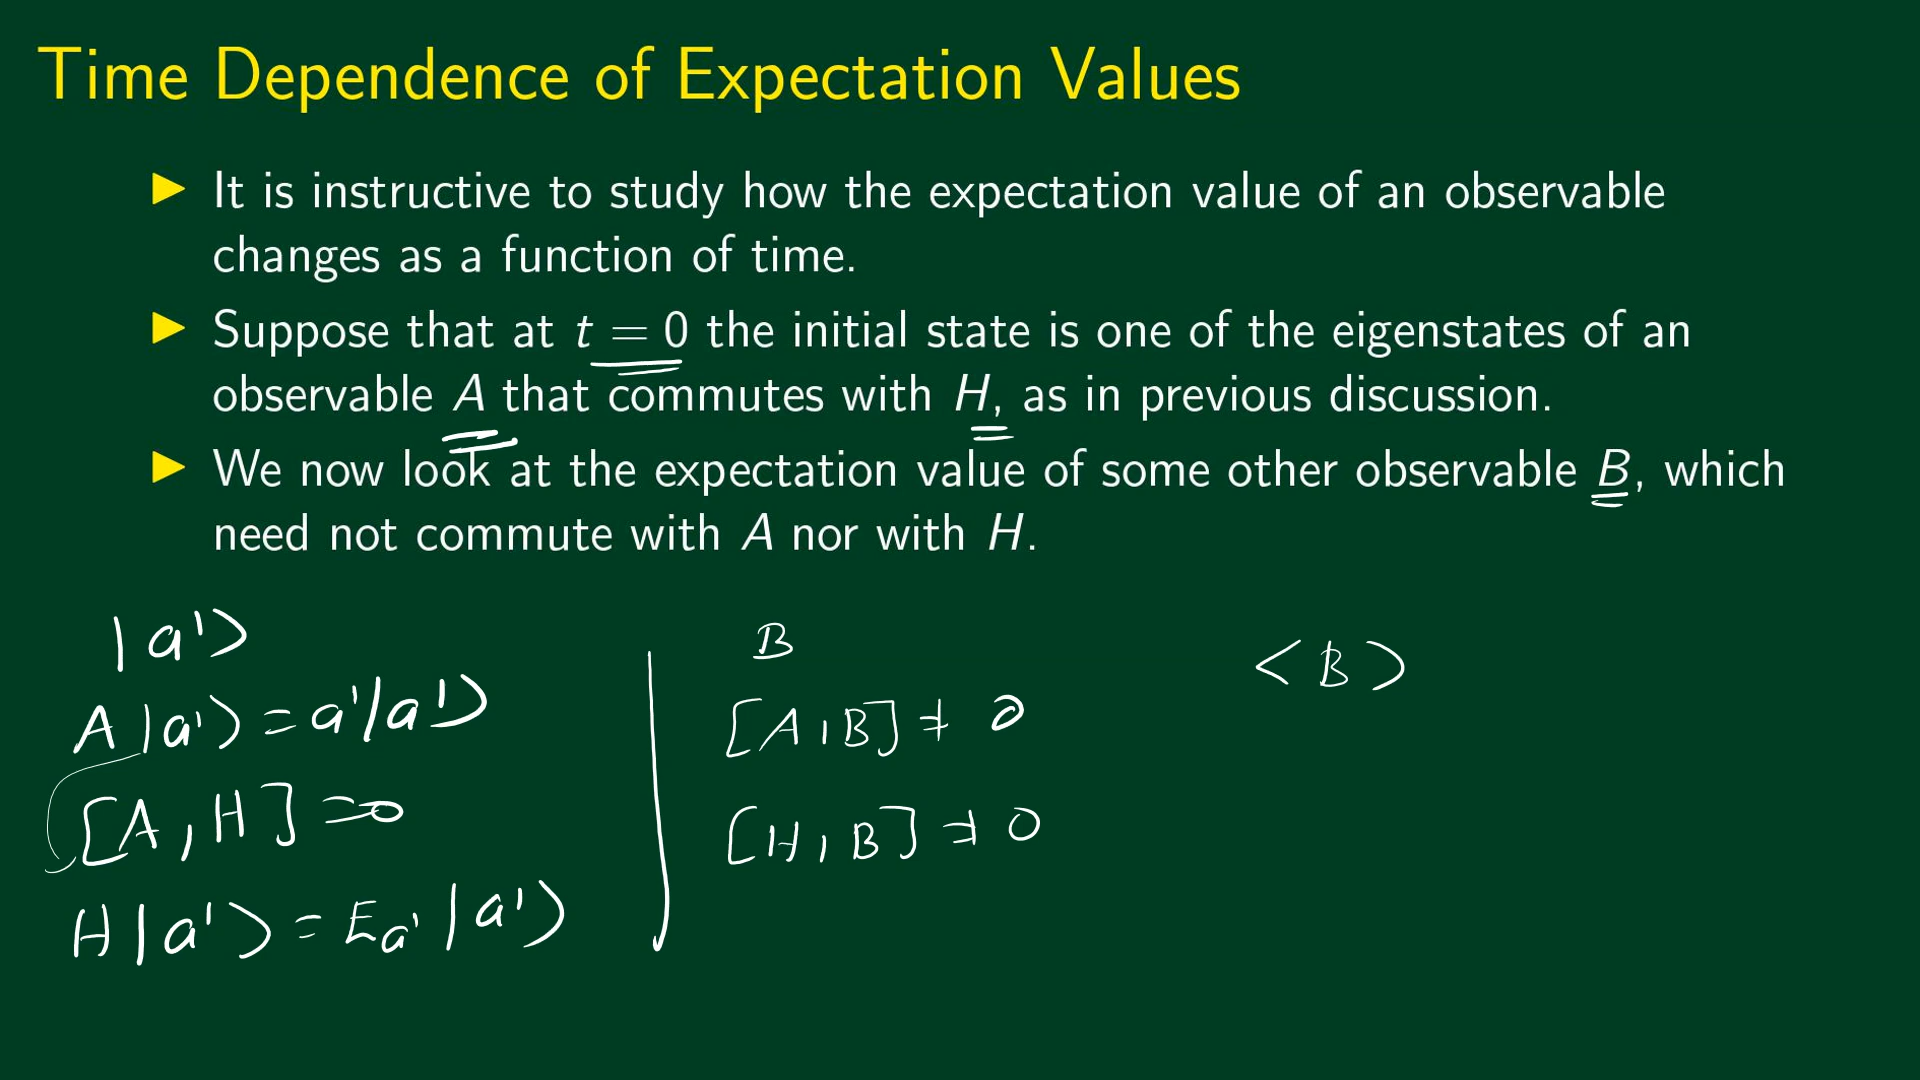 Time Dependence of Expectation Values
▶ It is instructive to study how the expectation value of an observable
changes as a function of time.
▶ Suppose that at t = 0 the initial state is one of the eigenstates of an
observable A that commutes with H, as in previous discussion.
▶ We now look at the expectation value of some other observable B, which
need not commute with A nor with H.
|a'⟩
A|a'⟩ = a'|a'⟩
[A, H] = 0
H|a'⟩ = E_a' |a'⟩
B
[A, B] ≠ 0
[H, B] ≠ 0
<B>